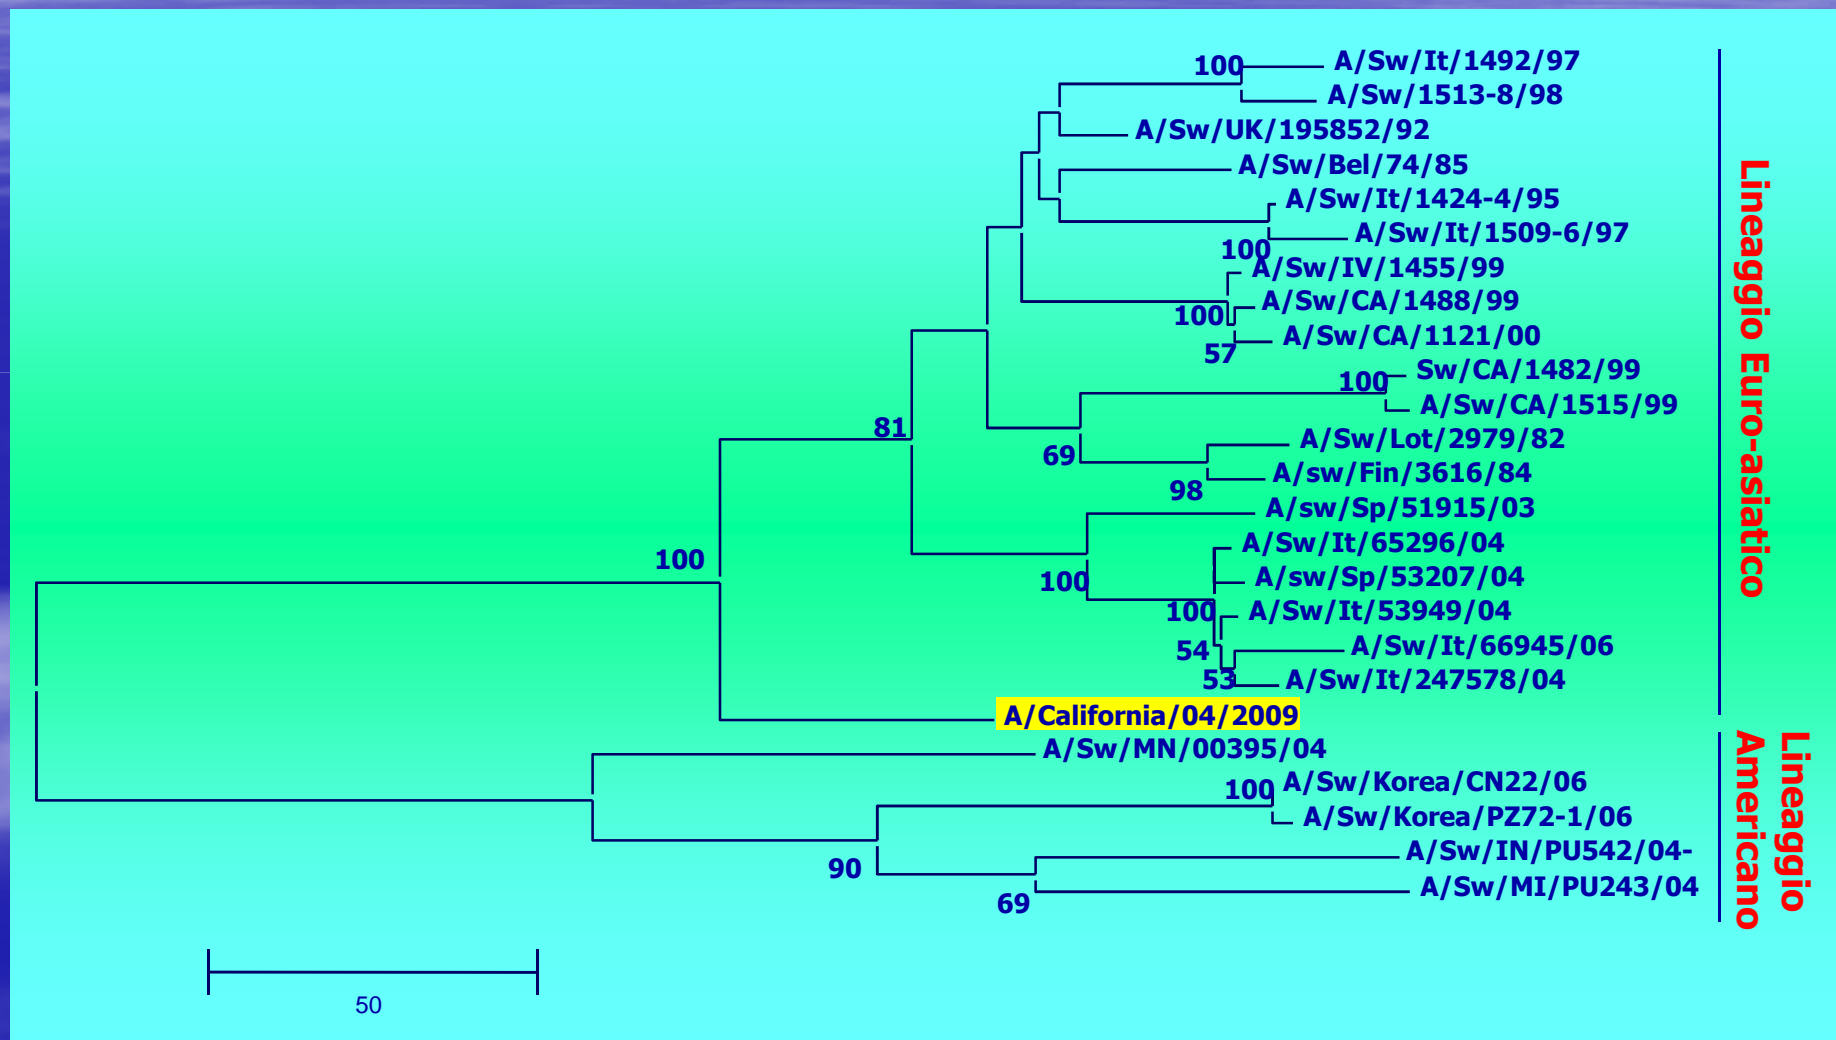 100
A/Sw/It/1492/97
A/Sw/1513-8/98
A/Sw/UK/195852/92
A/Sw/Bel/74/85
A/Sw/It/1424-4/95
A/Sw/It/1509-6/97
100
A/Sw/IV/1455/99
A/Sw/CA/1488/99
100
A/Sw/CA/1121/00
57
Sw/CA/1482/99
100
A/Sw/CA/1515/99
81
A/Sw/Lot/2979/82
69
A/sw/Fin/3616/84
98
A/sw/Sp/51915/03
A/Sw/It/65296/04
100
A/sw/Sp/53207/04
100
A/Sw/It/53949/04
100
A/Sw/It/66945/06
54
A/Sw/It/247578/04
53
A/California/04/2009
A/Sw/MN/00395/04
A/Sw/Korea/CN22/06
100
A/Sw/Korea/PZ72-1/06
A/Sw/IN/PU542/04-
90
A/Sw/MI/PU243/04
69
50
Lineaggio Euro-asiatico
Lineaggio
Americano